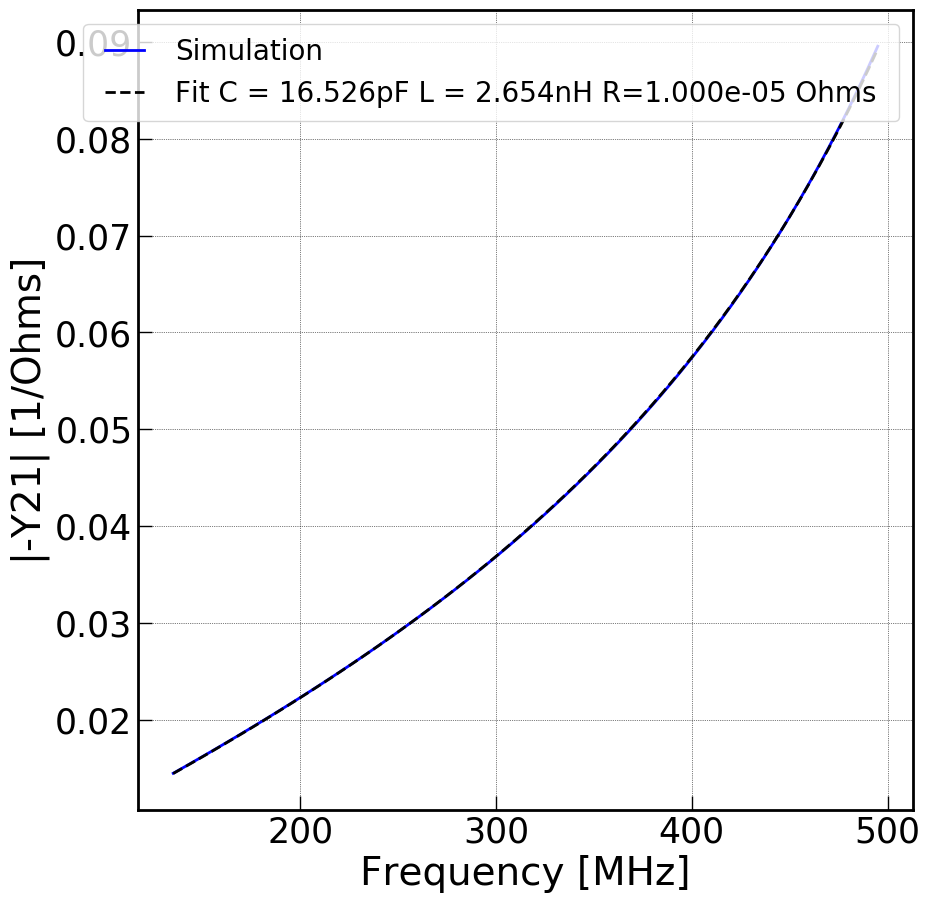 Simulation
Fit C = 16.526pF L = 2.654nH R=1.000e-05 Ohms
0.09
0.08
0.07
0.06
0.05
0.04
0.03
0.02
|-Y21| [1/Ohms]
200 300 400 500
Frequency [MHz]